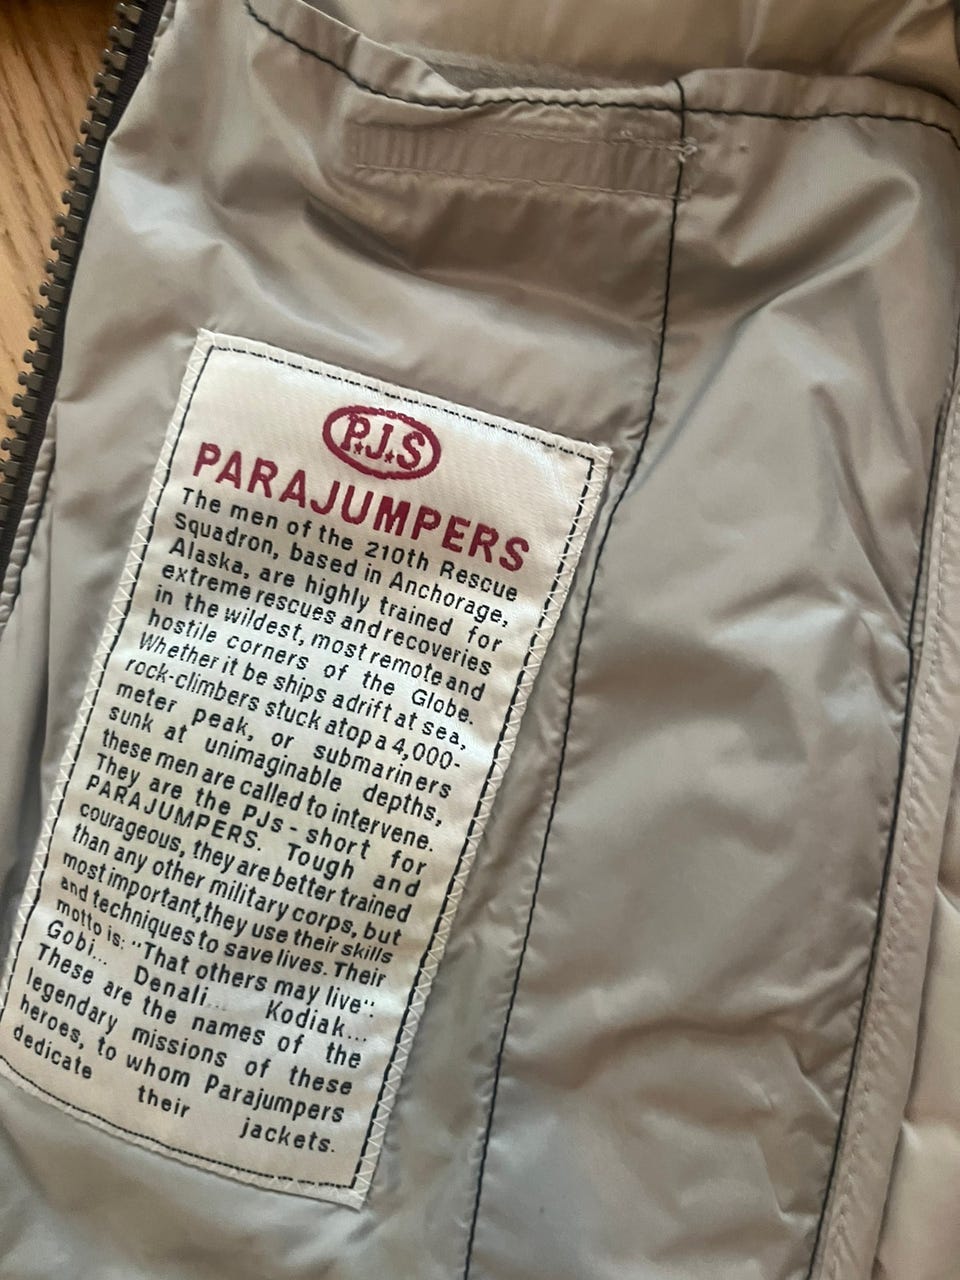 P.J.S
PARAJUMPERS
The men of the 210th Rescue
Squadron, based in Anchorage,
Alaska, are highly trained for
extreme rescues and recoveries
in the wildest, most remote and
hostile corners of the Globe.
Whether it be ships adrift at sea,
rock-climbers stuck atop a 4,000-
meter peak, or submariners
sunk at unimaginable depths,
these men are called to intervene.
They are the PJs - short for
PARAJUMPERS. Tough and
courageous, they are better trained
than any other military corps, but
most important,they use their skills
and techniques to save lives. Their
motto is: "That others may live":
Gobi... Denali... Kodiak...
These are the names of the
legendary missions of these
heroes, to whom Parajumpers
dedicate their jackets.